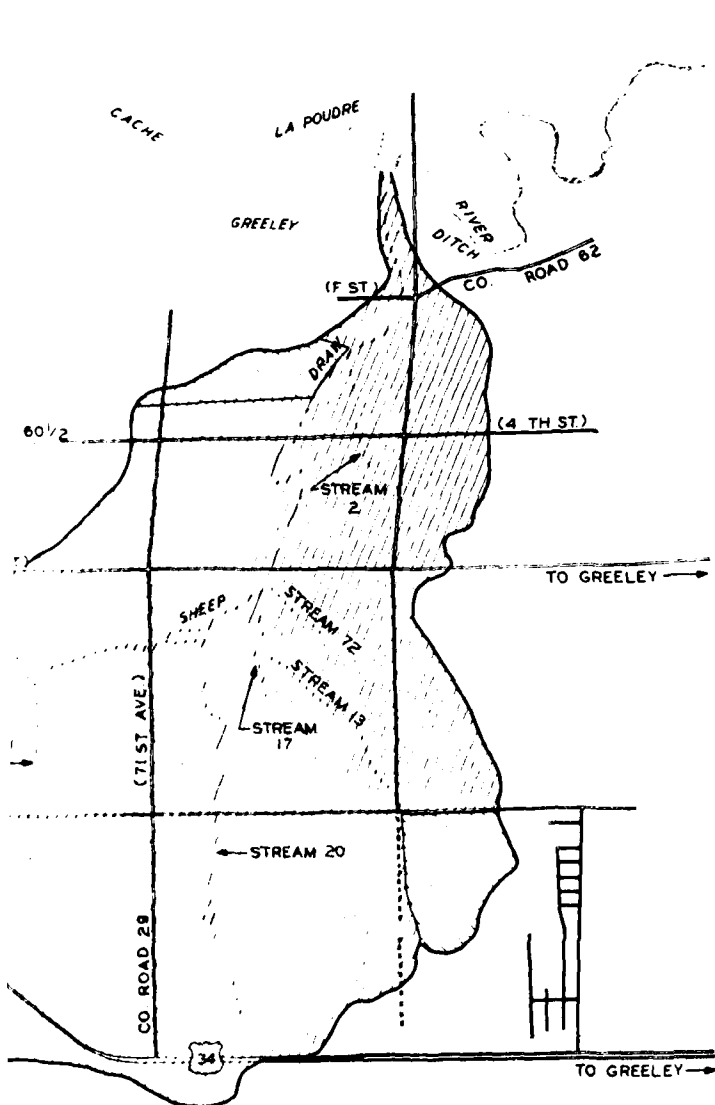 CACHE
LA POUDRE
GREELEY
RIVER
DITCH
(F ST.)
CO. ROAD 62
DRAW
60 1/2
(4 TH ST.)
STREAM
2
TO GREELEY
SHEEP
STREAM 72
STREAM 13
(71 ST AVE.)
STREAM
17
STREAM 20
CO. ROAD 29
34
TO GREELEY